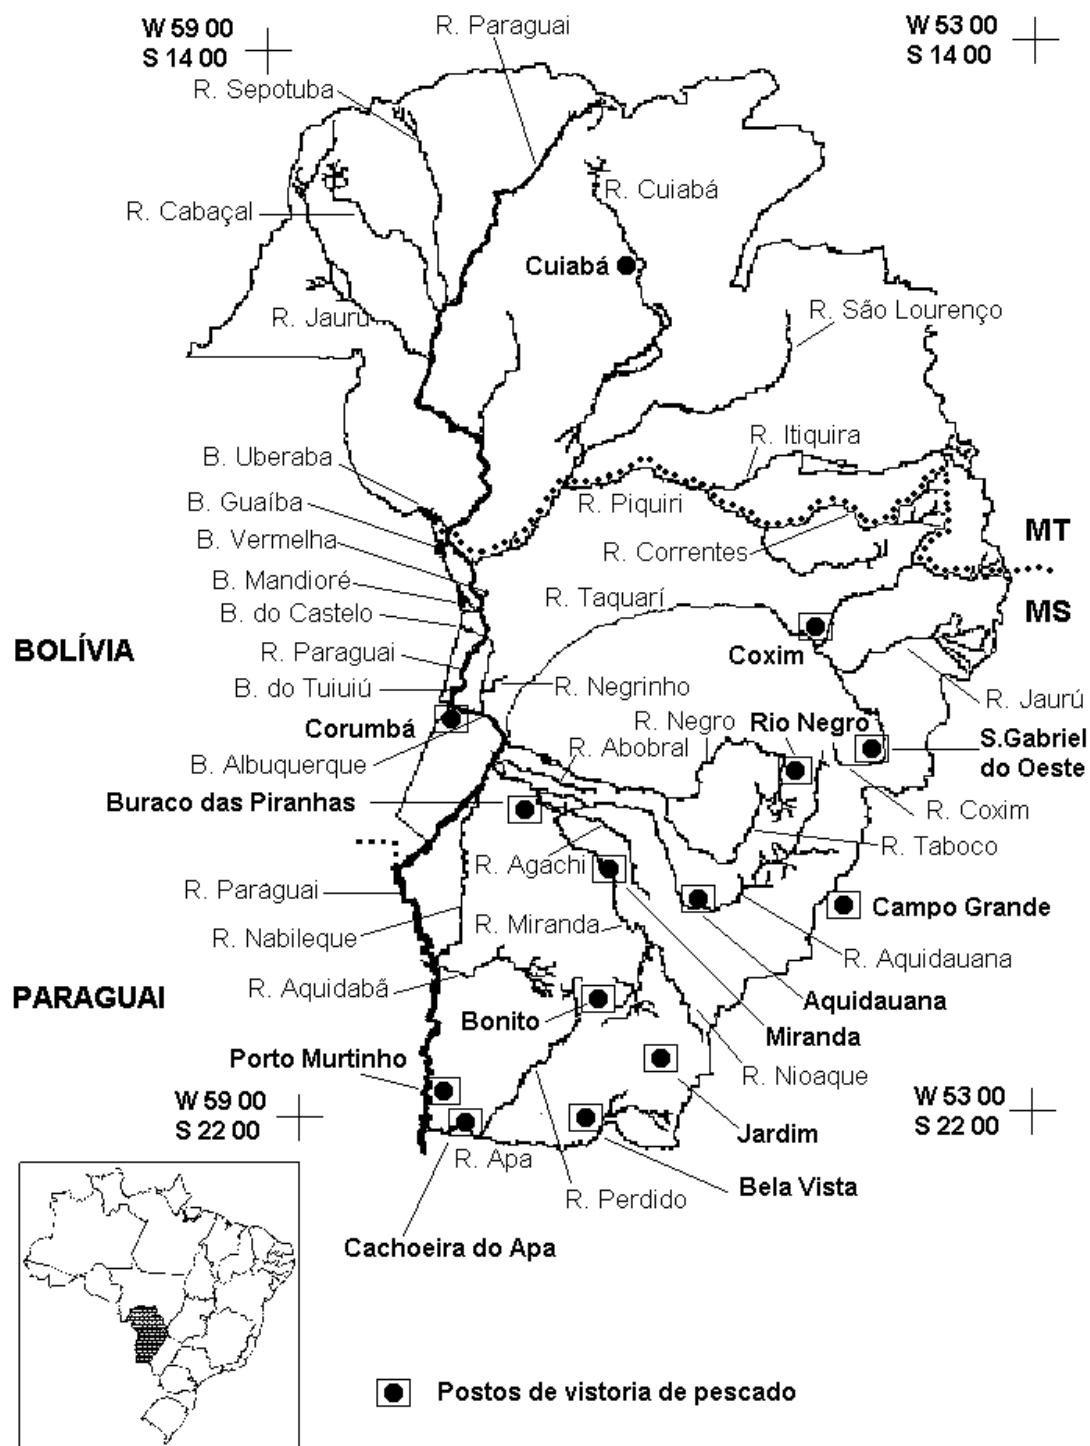 W 59 00
S 14 00
R. Paraguai
W 53 00
S 14 00
R. Sepotuba
R. Cuiabá
R. Cabaçal
Cuiabá
R. Jaurú
R. São Lourenço
R. Itiquira
B. Uberaba
R. Piquiri
B. Guaíba
MT
B. Vermelha
R. Correntes
B. Mandioré
R. Taquarí
MS
B. do Castelo
BOLÍVIA
R. Paraguai
Coxim
B. do Tuiuiú
R. Negrinho
R. Jaurú
Corumbá
R. Negro
Rio Negro
S.Gabriel
do Oeste
R. Abobral
B. Albuquerque
Buraco das Piranhas
R. Coxim
R. Taboco
R. Agachi
R. Paraguai
Campo Grande
R. Miranda
R. Nabileque
R. Aquidauana
R. Aquidabã
PARAGUAI
Aquidauana
Bonito
Miranda
Porto Murtinho
R. Nioaque
W 59 00
S 22 00
W 53 00
S 22 00
Jardim
R. Apa
Bela Vista
R. Perdido
Cachoeira do Apa
Postos de vistoria de pescado